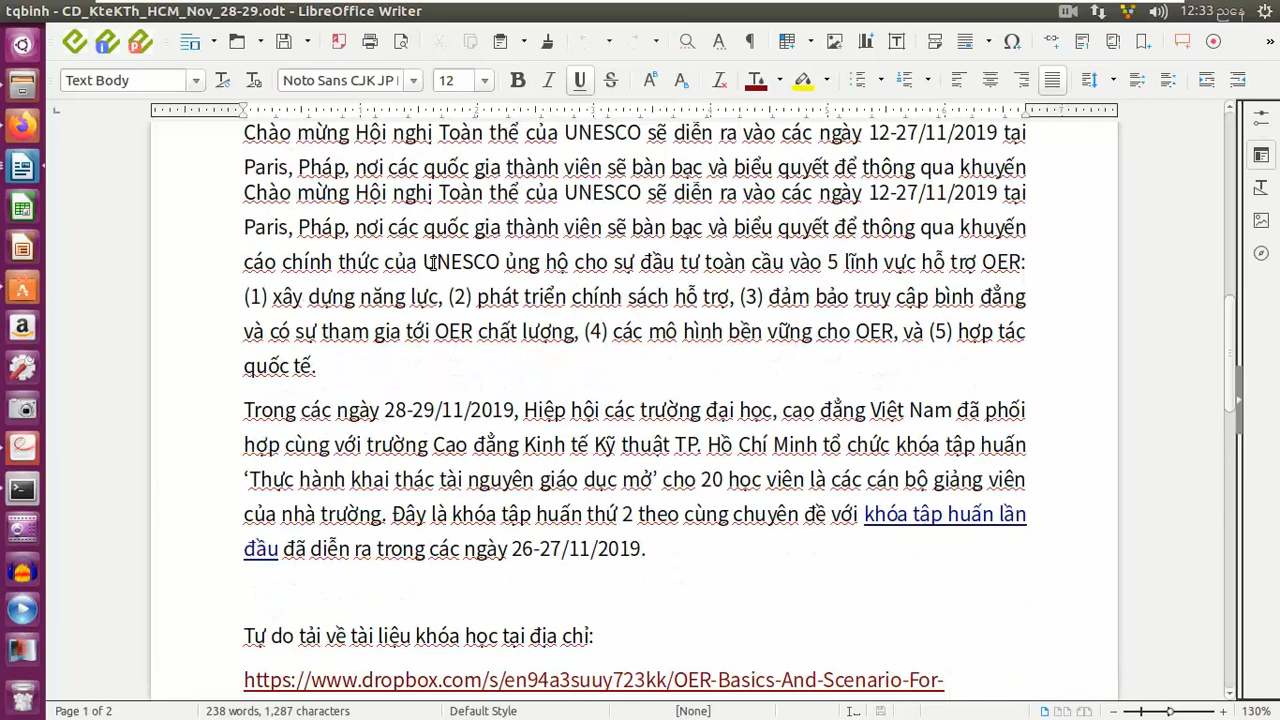 tqbinh - CD_KteKTh_HCM_Nov_28-29.odt - LibreOffice Writer
12:33
Text Body
Noto Sans CJK JP
12
Chào mừng Hội nghị Toàn thể của UNESCO sẽ diễn ra vào các ngày 12-27/11/2019 tại
Paris, Pháp, nơi các quốc gia thành viên sẽ bàn bạc và biểu quyết để thông qua khuyến
Chào mừng Hội nghị Toàn thể của UNESCO sẽ diễn ra vào các ngày 12-27/11/2019 tại
Paris, Pháp, nơi các quốc gia thành viên sẽ bàn bạc và biểu quyết để thông qua khuyến
cáo chính thức của UNESCO ủng hộ cho sự đầu tư toàn cầu vào 5 lĩnh vực hỗ trợ OER:
(1) xây dựng năng lực, (2) phát triển chính sách hỗ trợ, (3) đảm bảo truy cập bình đẳng
và có sự tham gia tới OER chất lượng, (4) các mô hình bền vững cho OER, và (5) hợp tác
quốc tế.
Trong các ngày 28-29/11/2019, Hiệp hội các trường đại học, cao đẳng Việt Nam đã phối
hợp cùng với trường Cao đẳng Kinh tế Kỹ thuật TP. Hồ Chí Minh tổ chức khóa tập huấn
‘Thực hành khai thác tài nguyên giáo dục mở’ cho 20 học viên là các cán bộ giảng viên
của nhà trường. Đây là khóa tập huấn thứ 2 theo cùng chuyên đề với khóa tập huấn lần
đầu đã diễn ra trong các ngày 26-27/11/2019.
Tự do tải về tài liệu khóa học tại địa chỉ:
https://www.dropbox.com/s/en94a3suuy723kk/OER-Basics-And-Scenario-For-
Page 1 of 2
238 words, 1,287 characters
Default Style
[None]
130%